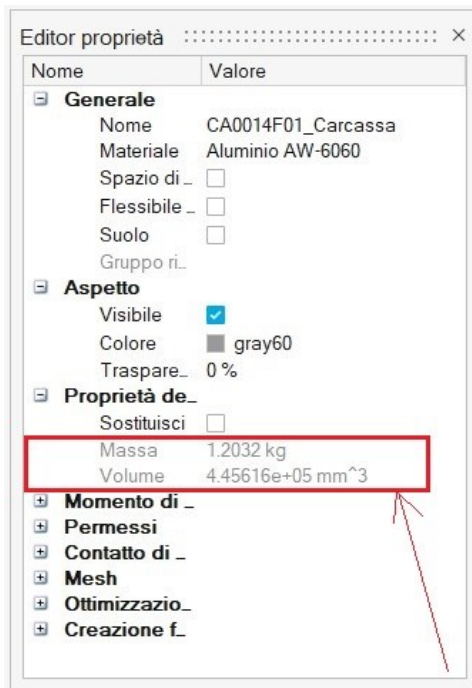 Editor proprietà
Nome Valore
Generale
Nome CA0014F01_Carcassa
Materiale Aluminio AW-6060
Spazio di _
Flessibile _
Suolo
Gruppo ri_
Aspetto
Visibile
Colore gray60
Traspare_ 0 %
Proprietà de_
Sostituisci
Massa 1.2032 kg
Volume 4.45616e+05 mm^3
Momento di _
Permessi
Contatto di _
Mesh
Ottimizzazio_
Creazione f_